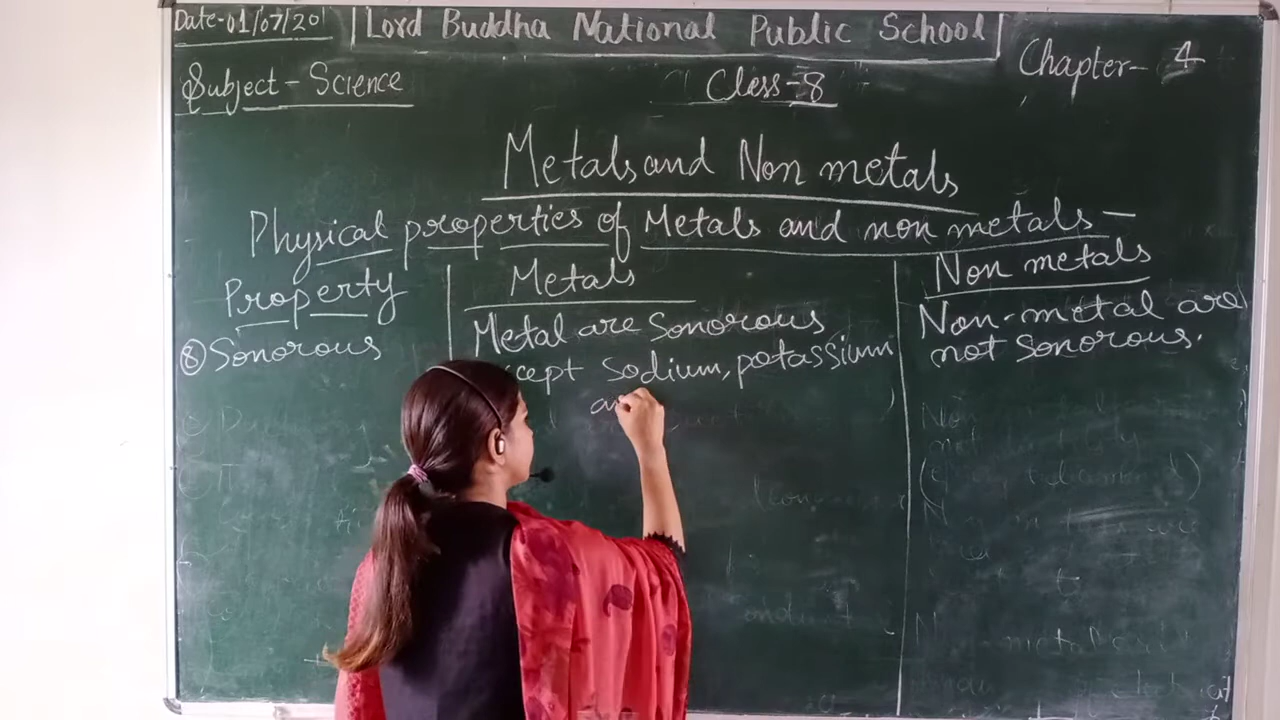 Date-01/07/201
Lord Buddha National Public School
Chapter- 4
Subject - Science
Class-8
Metals and Non metals
Physical properties of Metals and non metals -
Property
Metals
Non metals
⑧ Sonorous
Metal are Sonorous
cept Sodium, potassium
Non-metal are
not Sonorous.